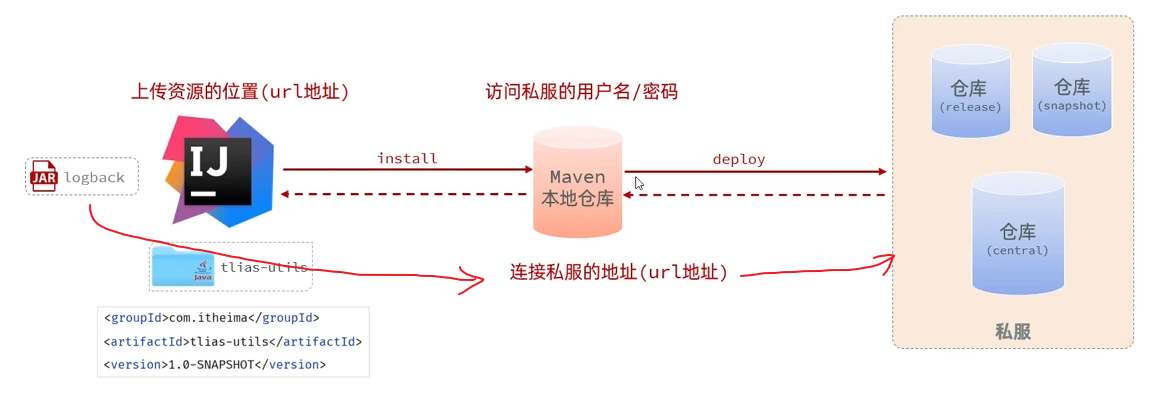 上传资源的位置(url地址)
访问私服的用户名/密码
仓库
(release)
仓库
(snapshot)
JAR
logback
IJ
install
Maven
本地仓库
deploy
仓库
(central)
Java
tlias-utils
连接私服的地址(url地址)
私服
<groupId>com.itheima</groupId>
<artifactId>tlias-utils</artifactId>
<version>1.0-SNAPSHOT</version>